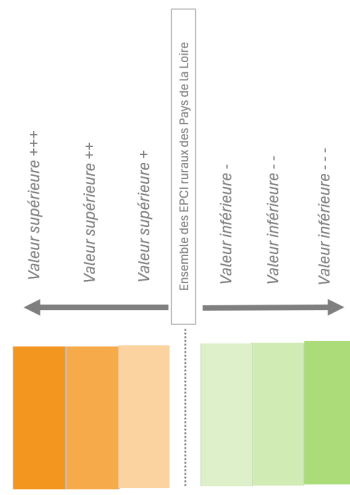 Valeur supérieure +++
Valeur supérieure ++
Valeur supérieure +
Ensemble des EPCI ruraux des Pays de la Loire
Valeur inférieure -
Valeur inférieure - -
Valeur inférieure - - -